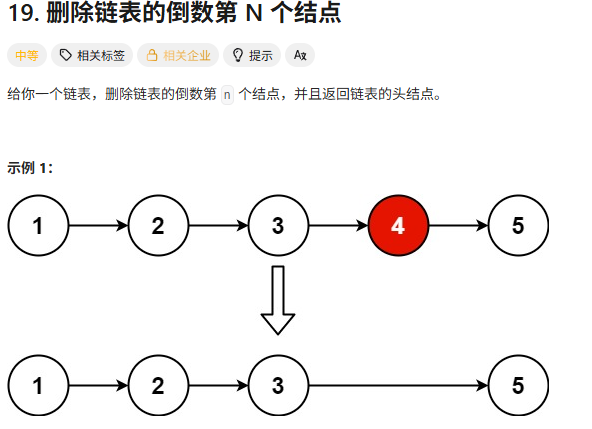 19. 删除链表的倒数第 N 个结点
中等 相关标签 相关企业 提示 Az
给你一个链表，删除链表的倒数第 n 个结点，并且返回链表的头结点。
示例 1：
1 2 3 4 5
1 2 3 5